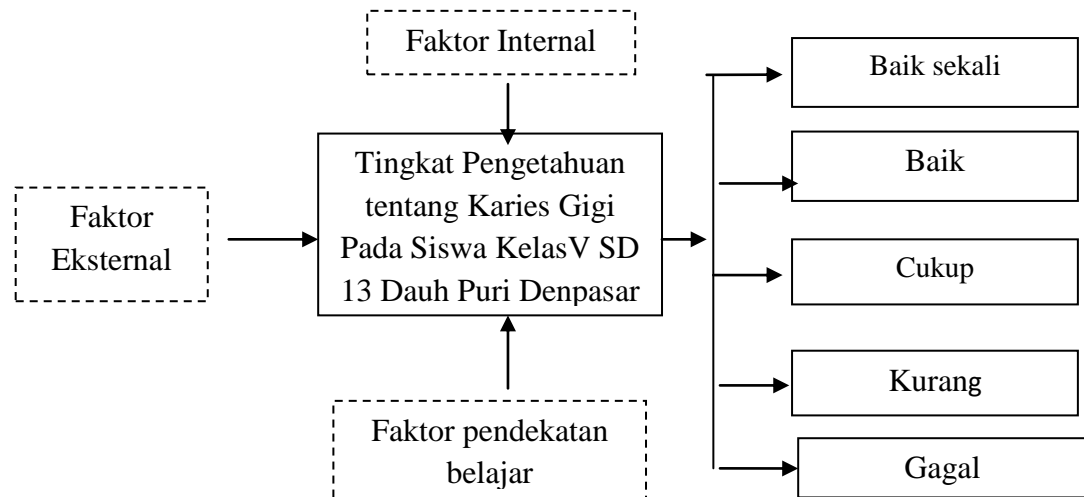 Faktor Internal
Faktor
Eksternal
Tingkat Pengetahuan
tentang Karies Gigi
Pada Siswa KelasV SD
13 Dauh Puri Denpasar
Faktor pendekatan
belajar
Baik sekali
Baik
Cukup
Kurang
Gagal